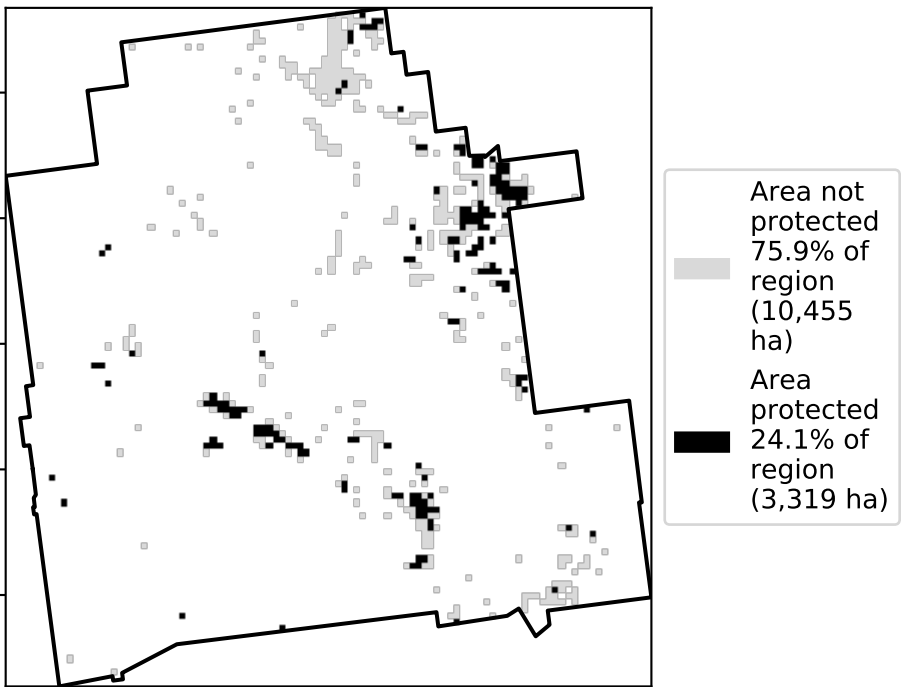 Area not
protected
75.9% of
region
(10,455
ha)
Area
protected
24.1% of
region
(3,319 ha)